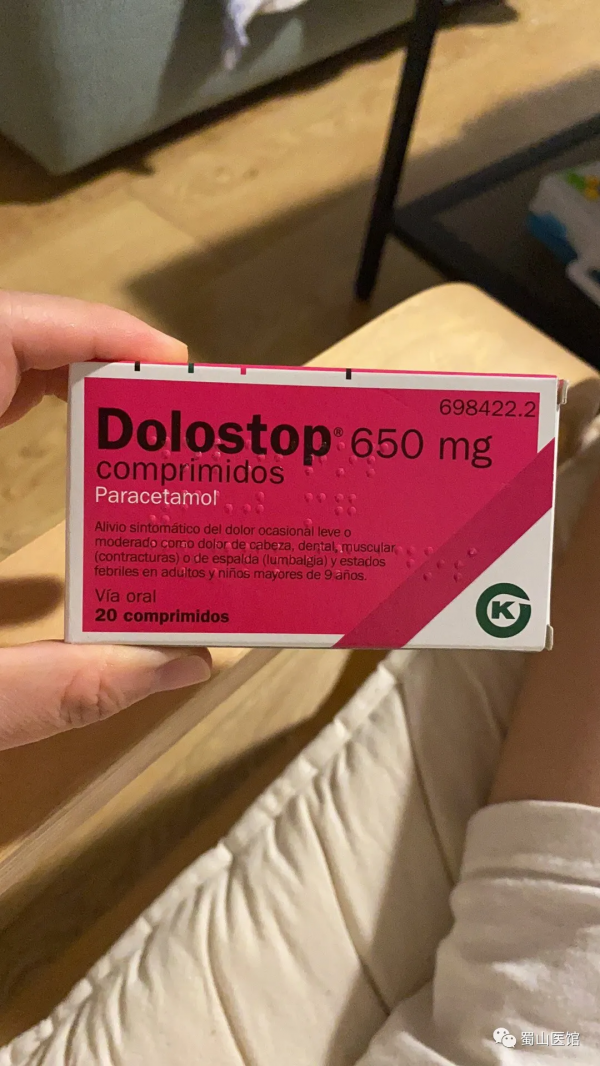 698422.2
Dolostop® 650 mg
comprimidos
Paracetamol
Alivio sintomático del dolor ocasional leve o
moderado como dolor de cabeza, dental, muscular
(contracturas) o de espalda (lumbalgia) y estados
febriles en adultos y niños mayores de 9 años.
Vía oral
20 comprimidos
K
蜀山医馆